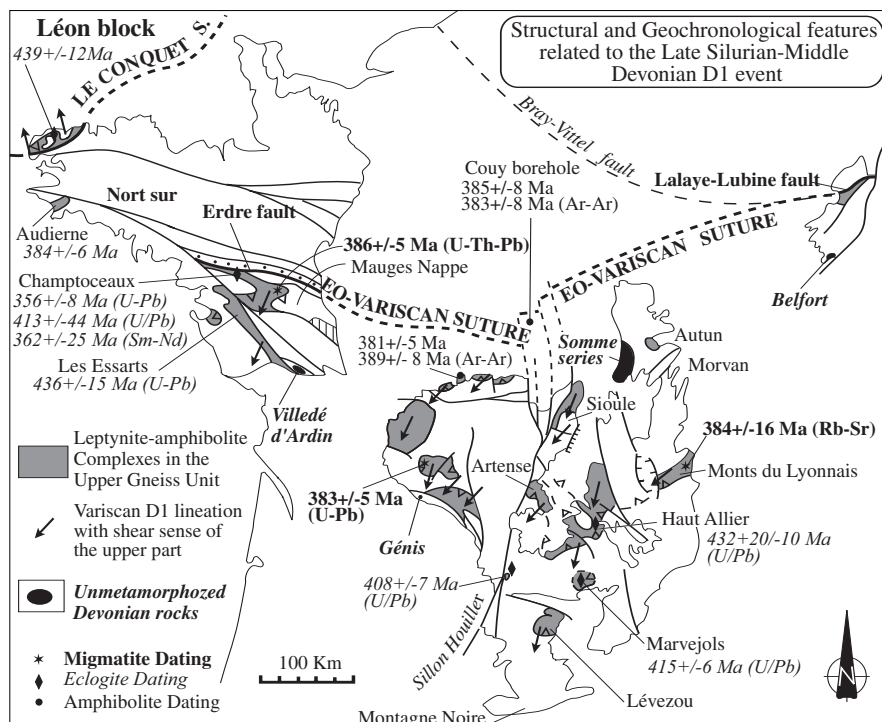 Léon block
439+/-12Ma
LE CONQUET S.
Structural and Geochronological features
related to the Late Silurian-Middle
Devonian D1 event
Bray-Vittel
fault
Couy borehole
385+/-8 Ma
383+/-8 Ma (Ar-Ar)
Lalaye-Lubine fault
Nort sur
Erdre fault
Audierne
384+/-6 Ma
386+/-5 Ma (U-Th-Pb)
Mauges Nappe
Champtoceaux
356+/-8 Ma (U-Pb)
413+/-44 Ma (U/Pb)
362+/-25 Ma (Sm-Nd)
EO-VARISCAN SUTURE
EO-VARISCAN SUTURE
Belfort
Les Essarts
436+/-15 Ma (U-Pb)
381+/-5 Ma
389+/- 8 Ma (Ar-Ar)
Somme
series
Autun
Morvan
Villedé
d'Ardin
Sioule
384+/-16 Ma (Rb-Sr)
Monts du Lyonnais
Artense
383+/-5 Ma
(U-Pb)
Génis
Haut Allier
432+20/-10 Ma
(U/Pb)
408+/-7 Ma
(U/Pb)
Sillon Houiller
Marvejols
415+/-6 Ma (U/Pb)
Lévezou
Montagne Noire
Leptynite-amphibolite
Complexes in the
Upper Gneiss Unit
Variscan D1 lineation
with shear sense of
the upper part
Unmetamorphozed
Devonian rocks
Migmatite Dating
Eclogite Dating
Amphibolite Dating
100 Km
N